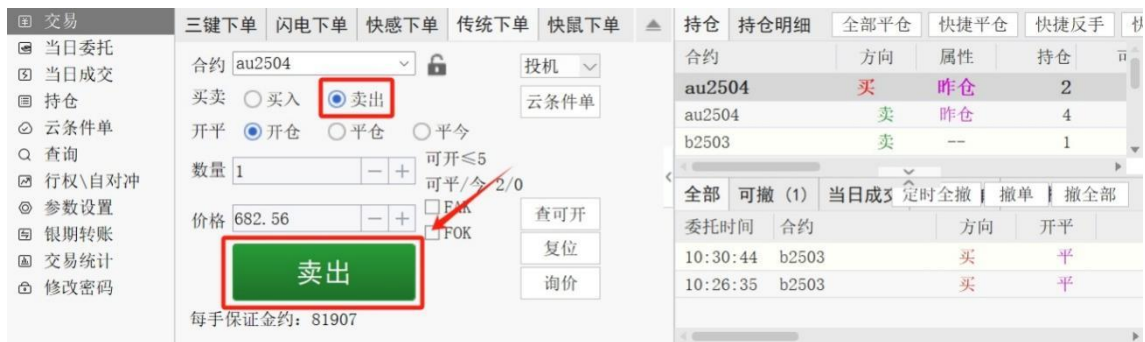 交易
当日委托
当日成交
持仓
云条件单
查询
行权\自对冲
参数设置
银期转账
交易统计
修改密码
三键下单 闪电下单 快感下单 传统下单 快鼠下单
合约 au2504 投机
买卖 买入 卖出 云条件单
开平 开仓 平仓 平今
数量 1 − + 可开≤5
可平/今 2/0
价格 682.56 − + FAK 查可开
FOK 复位
卖出 询价
每手保证金约: 81907
持仓 持仓明细 全部平仓 快捷平仓 快捷反手
合约 方向 属性 持仓
au2504 买 昨仓 2
au2504 卖 昨仓 4
b2503 卖 -- 1
全部 可撤 (1) 当日成交 定时全撤 撤单 撤全部
委托时间 合约 方向 开平
10:30:44 b2503 买 平
10:26:35 b2503 买 平